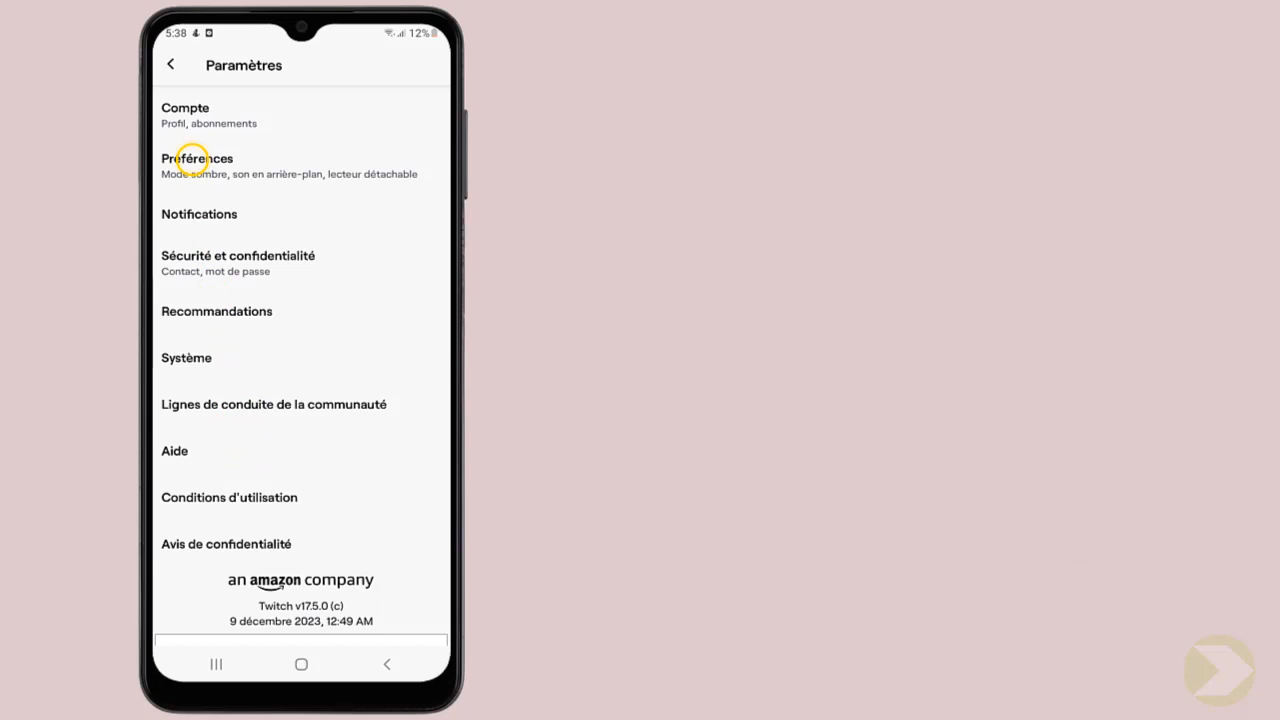 5:38
12%
Paramètres
Compte
Profil, abonnements
Préférences
Mode sombre, son en arrière-plan, lecteur détachable
Notifications
Sécurité et confidentialité
Contact, mot de passe
Recommandations
Système
Lignes de conduite de la communauté
Aide
Conditions d'utilisation
Avis de confidentialité
an amazon company
Twitch v17.5.0 (c)
9 décembre 2023, 12:49 AM